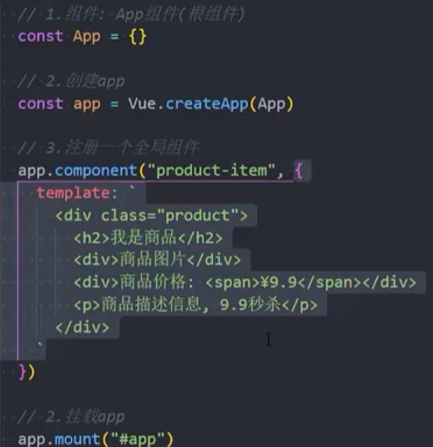 // 1.组件: App组件(根组件)
const App = {}
// 2.创建app
const app = Vue.createApp(App)
// 3.注册一个全局组件
app.component("product-item", {
template: `
<div class="product">
<h2>我是商品</h2>
<div>商品图片</div>
<div>商品价格: <span>¥9.9</span></div>
<p>商品描述信息, 9.9秒杀</p>
</div>
`
})
// 2.挂载app
app.mount("#app")